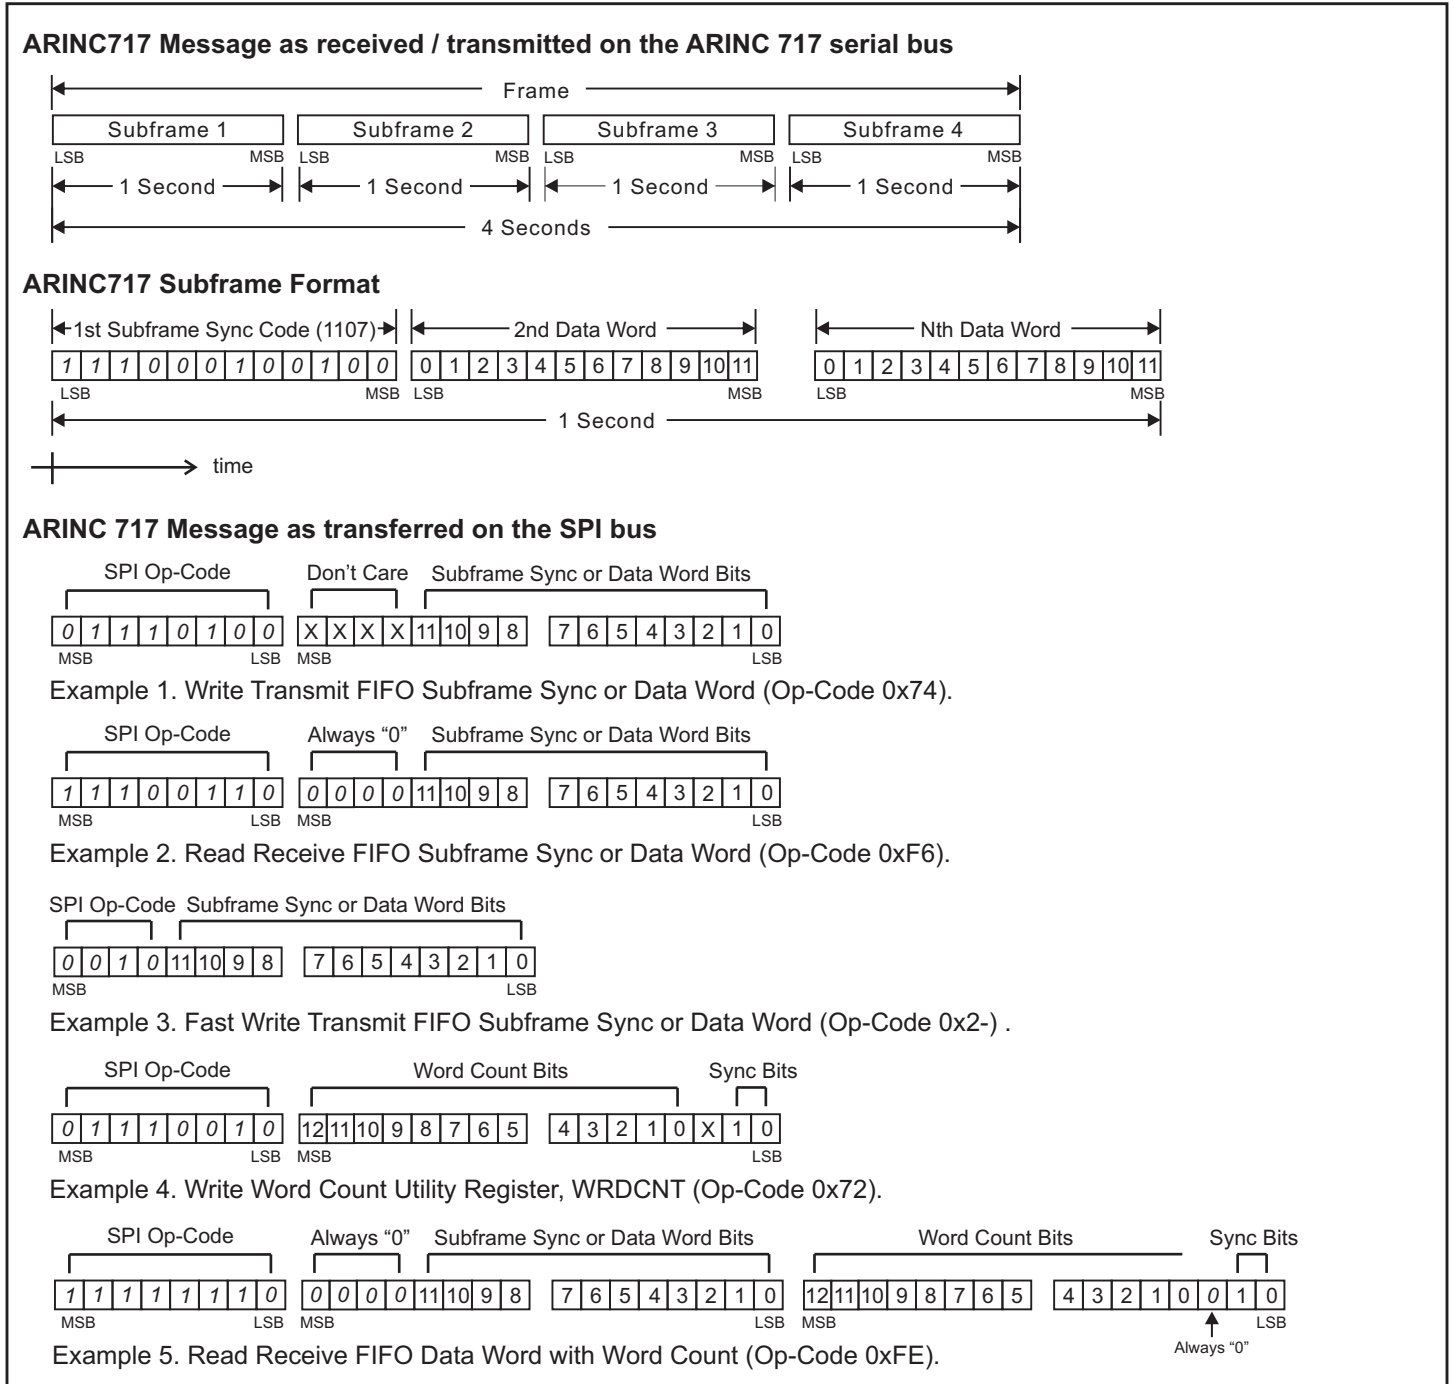 ARINC717 Message as received / transmitted on the ARINC 717 serial bus
Frame
Subframe 1 Subframe 2 Subframe 3 Subframe 4
LSB MSB LSB MSB LSB MSB LSB MSB
1 Second 1 Second 1 Second 1 Second
4 Seconds
ARINC717 Subframe Format
1st Subframe Sync Code (1107) 2nd Data Word Nth Data Word
1 1 1 0 0 0 1 0 0 1 0 0 0 1 2 3 4 5 6 7 8 9 10 11 0 1 2 3 4 5 6 7 8 9 10 11
LSB MSB LSB MSB LSB MSB
1 Second
time
ARINC 717 Message as transferred on the SPI bus
SPI Op-Code Don't Care Subframe Sync or Data Word Bits
0 1 1 1 0 1 0 0 X X X X 11 10 9 8 7 6 5 4 3 2 1 0
MSB LSB MSB LSB
Example 1. Write Transmit FIFO Subframe Sync or Data Word (Op-Code 0x74).
SPI Op-Code Always “0” Subframe Sync or Data Word Bits
1 1 1 0 0 1 1 0 0 0 0 0 11 10 9 8 7 6 5 4 3 2 1 0
MSB LSB MSB LSB
Example 2. Read Receive FIFO Subframe Sync or Data Word (Op-Code 0xF6).
SPI Op-Code Subframe Sync or Data Word Bits
0 0 1 0 11 10 9 8 7 6 5 4 3 2 1 0
MSB LSB
Example 3. Fast Write Transmit FIFO Subframe Sync or Data Word (Op-Code 0x2-) .
SPI Op-Code Word Count Bits Sync Bits
0 1 1 1 0 0 1 0 12 11 10 9 8 7 6 5 4 3 2 1 0 X 1 0
MSB LSB MSB LSB
Example 4. Write Word Count Utility Register, WRDCNT (Op-Code 0x72).
SPI Op-Code Always “0” Subframe Sync or Data Word Bits Word Count Bits Sync Bits
1 1 1 1 1 1 1 0 0 0 0 0 11 10 9 8 7 6 5 4 3 2 1 0 12 11 10 9 8 7 6 5 4 3 2 1 0 0 1 0
MSB LSB MSB LSB MSB LSB
Always “0”
Example 5. Read Receive FIFO Data Word with Word Count (Op-Code 0xFE).